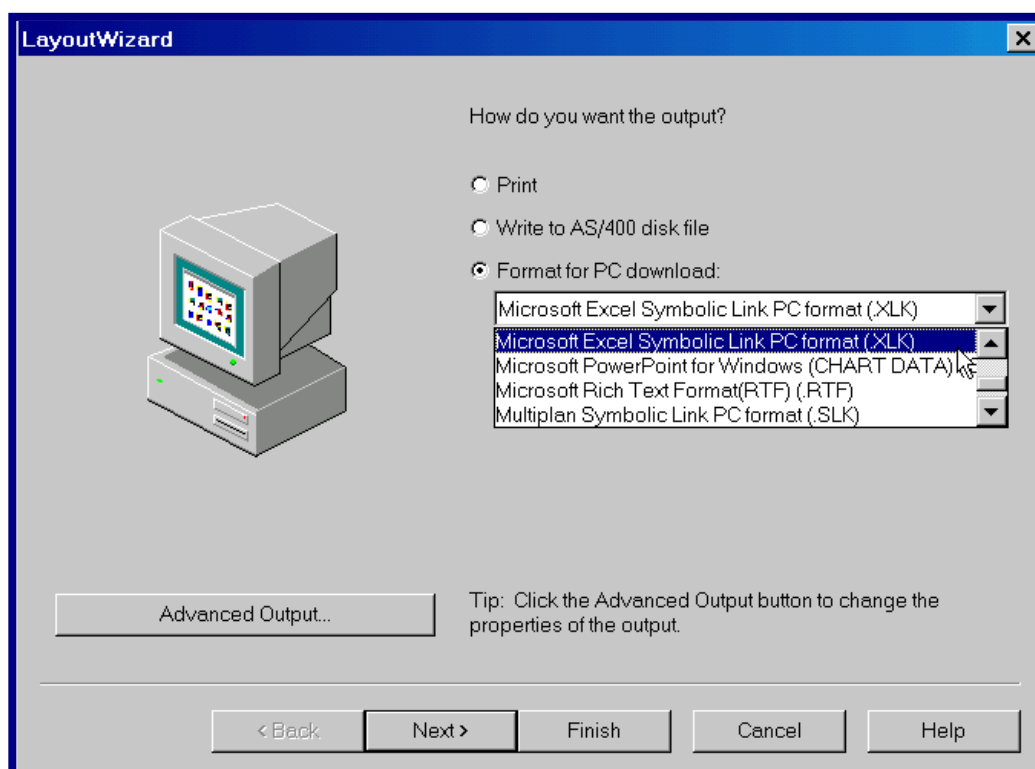 LayoutWizard
How do you want the output?
Print
Write to AS/400 disk file
Format for PC download:
Microsoft Excel Symbolic Link PC format (.XLK)
Microsoft Excel Symbolic Link PC format (.XLK)
Microsoft PowerPoint for Windows (CHART DATA)
Microsoft Rich Text Format(RTF) (.RTF)
Multiplan Symbolic Link PC format (.SLK)
Advanced Output...
Tip: Click the Advanced Output button to change the
properties of the output.
< Back Next > Finish Cancel Help